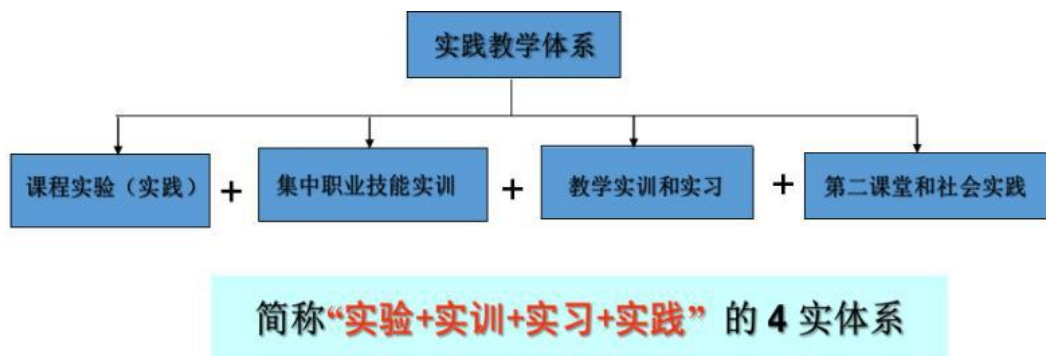 实践教学体系
课程实验（实践） + 集中职业技能实训 + 教学实训和实习 + 第二课堂和社会实践
简称“实验+实训+实习+实践” 的 4 实体系